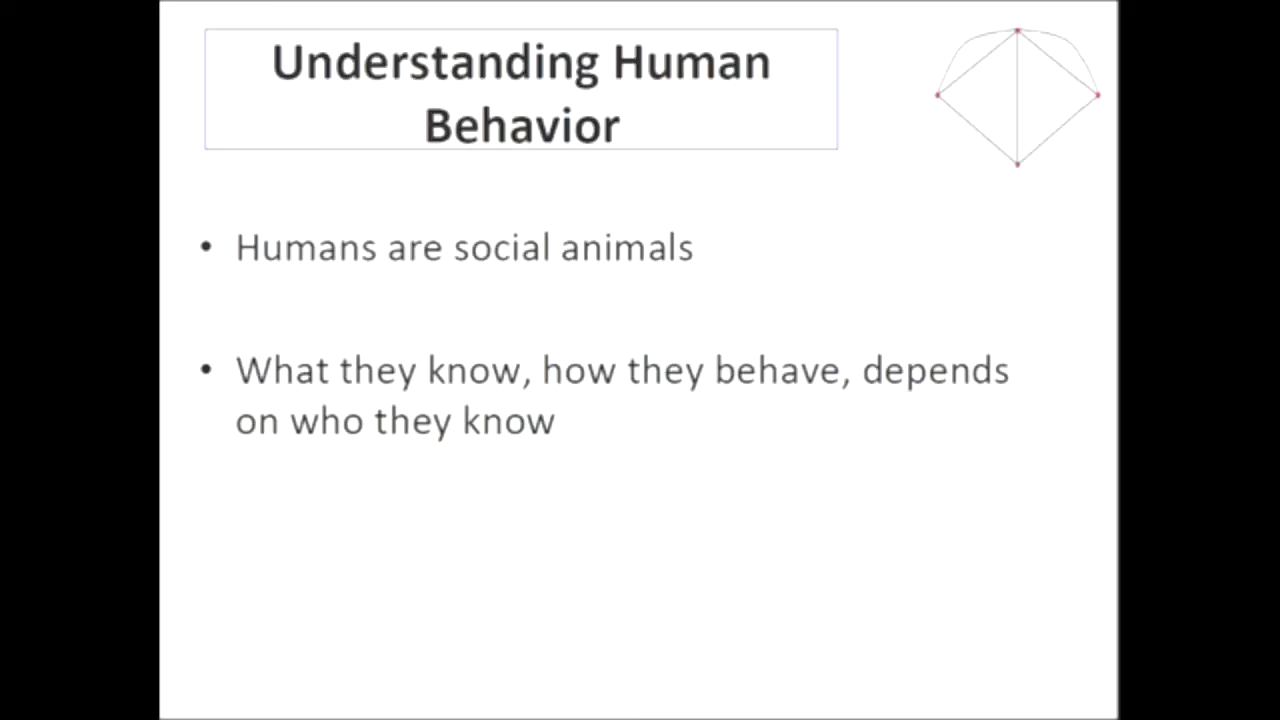 Understanding Human
Behavior
• Humans are social animals
• What they know, how they behave, depends
on who they know